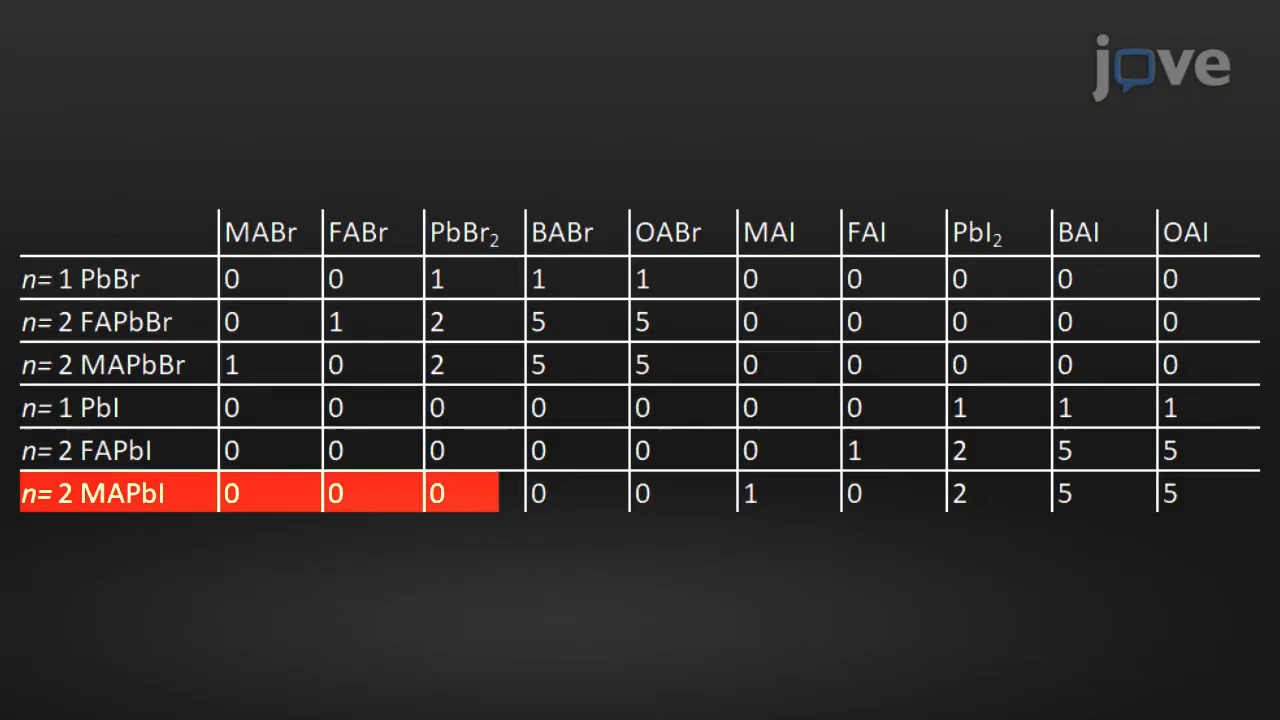 jove
MABr FABr PbBr₂ BABr OABr MAI FAI PbI₂ BAI OAI
n= 1 PbBr 0 0 1 1 1 0 0 0 0 0
n= 2 FAPbBr 0 1 2 5 5 0 0 0 0 0
n= 2 MAPbBr 1 0 2 5 5 0 0 0 0 0
n= 1 PbI 0 0 0 0 0 0 0 1 1 1
n= 2 FAPbI 0 0 0 0 0 0 1 2 5 5
n= 2 MAPbI 0 0 0 0 0 1 0 2 5 5